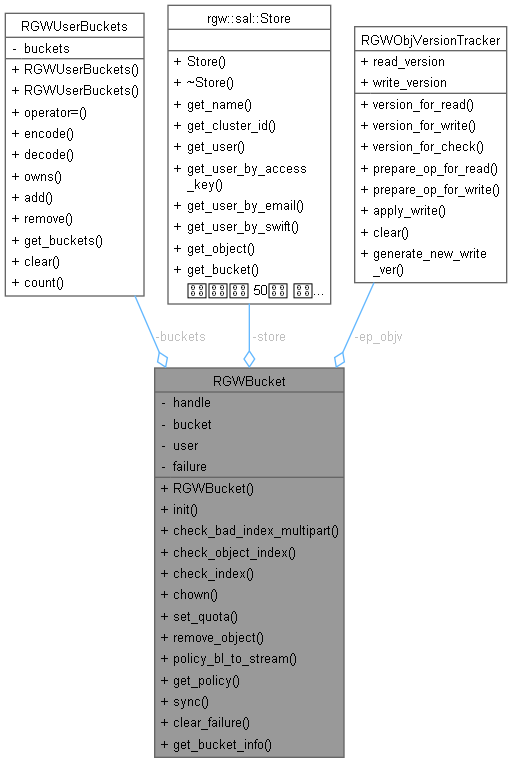 RGWUserBuckets
- buckets
+ RGWUserBuckets()
+ RGWUserBuckets()
+ operator=()
+ encode()
+ decode()
+ owns()
+ add()
+ remove()
+ get_buckets()
+ clear()
+ count()
rgw::sal::Store
+ Store()
+ ~Store()
+ get_name()
+ get_cluster_id()
+ get_user()
+ get_user_by_access
_key()
+ get_user_by_email()
+ get_user_by_swift()
+ get_object()
+ get_bucket()
50 ...
RGWObjVersionTracker
+ read_version
+ write_version
+ version_for_read()
+ version_for_write()
+ version_for_check()
+ prepare_op_for_read()
+ prepare_op_for_write()
+ apply_write()
+ clear()
+ generate_new_write
_ver()
-buckets
-store
-ep_objv
RGWBucket
- handle
- bucket
- user
- failure
+ RGWBucket()
+ init()
+ check_bad_index_multipart()
+ check_object_index()
+ check_index()
+ chown()
+ set_quota()
+ remove_object()
+ policy_bl_to_stream()
+ get_policy()
+ sync()
+ clear_failure()
+ get_bucket_info()